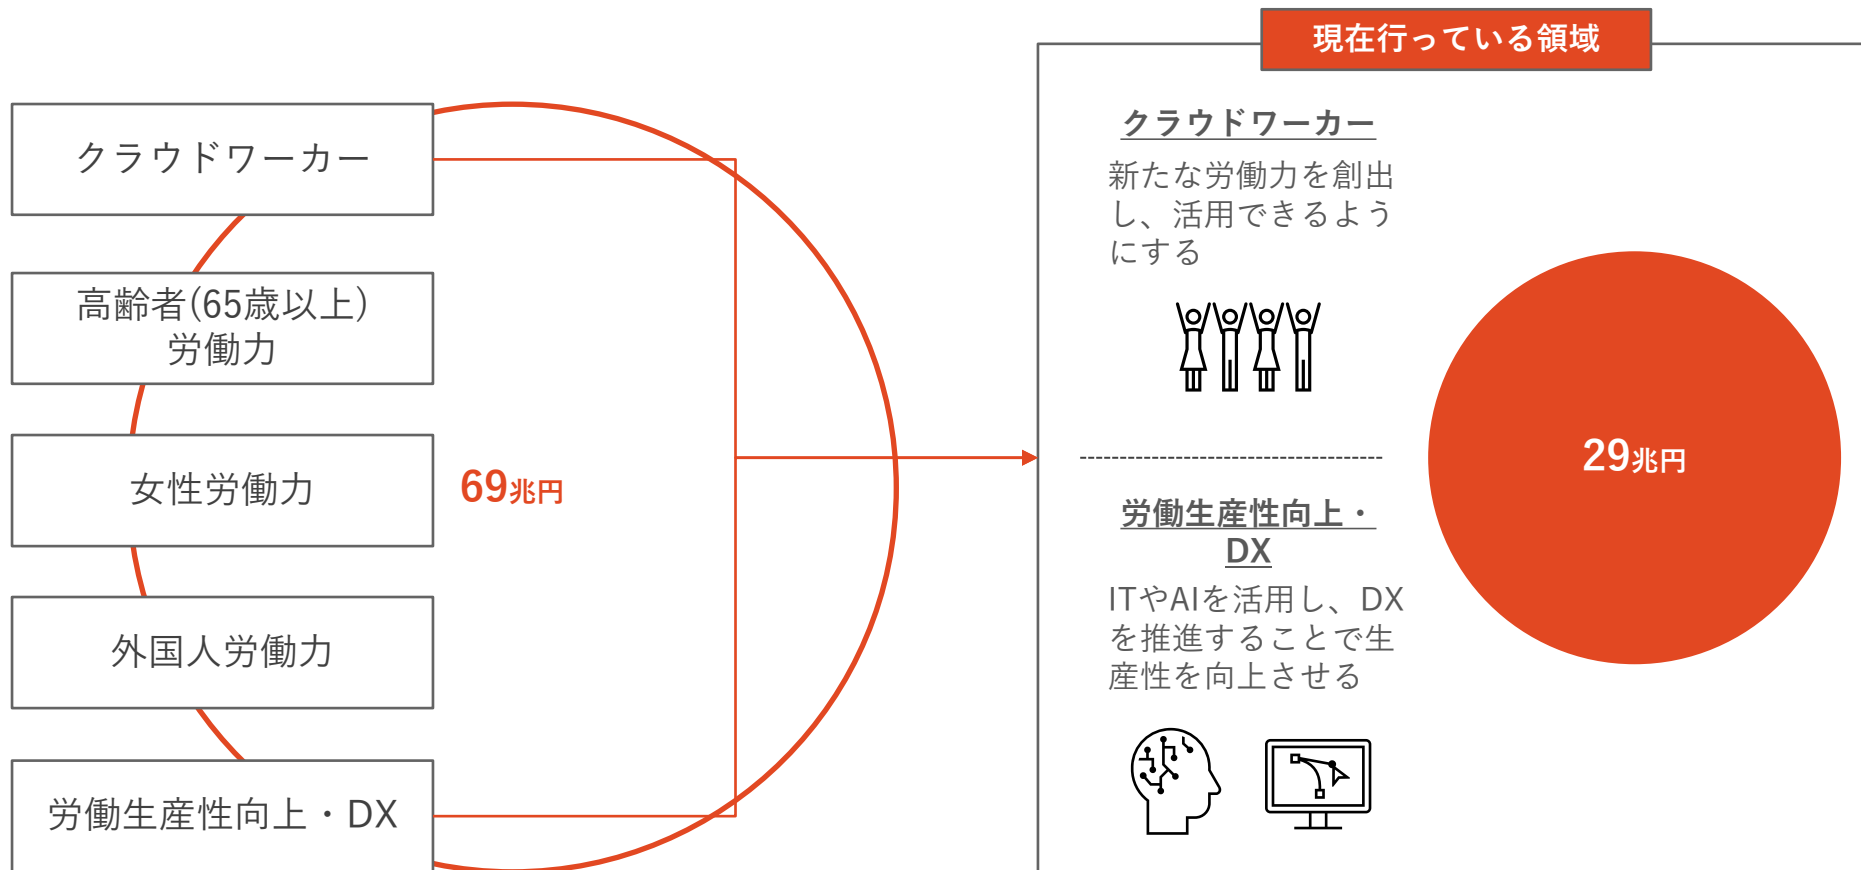 クラウドワーカー
高齢者(65歳以上)
労働力
女性労働力
外国人労働力
労働生産性向上・DX
69兆円
現在行っている領域
クラウドワーカー
新たな労働力を創出
し、活用できるよう
にする
労働生産性向上・
DX
ITやAIを活用し、DX
を推進することで生
産性を向上させる
29兆円